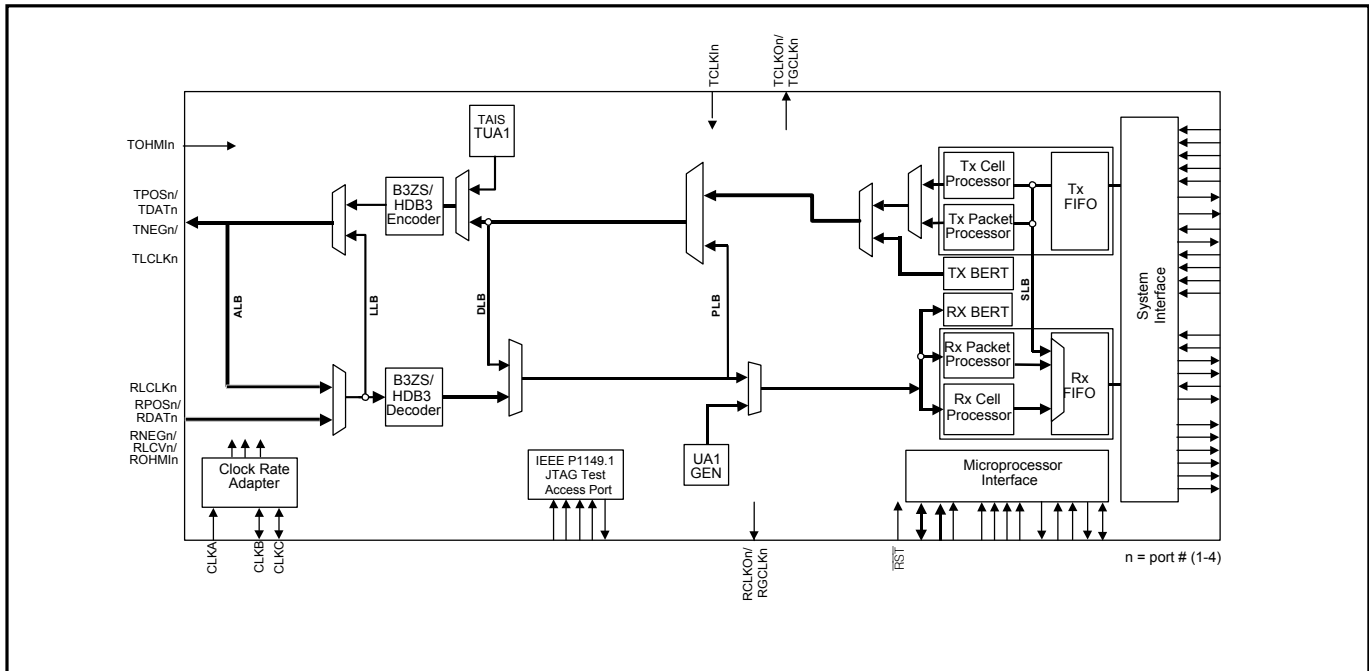 TCLKIn
TCLKOn/
TGCLKn
TAIS
TUA1
TOHMIn
Tx Cell
Processor
Tx
FIFO
TPOSn/
TDATn
TNEGn/
TLCLKn
B3ZS/
HDB3
Encoder
Tx Packet
Processor
TX BERT
ALB
LLB
DLB
PLB
SLB
System
Interface
RX BERT
Rx Packet
Processor
Rx
FIFO
RLCLKn
RPOSn/
RDATn
RNEGn/
RLCVn/
ROHMIn
B3ZS/
HDB3
Decoder
Rx Cell
Processor
Clock Rate
Adapter
IEEE P1149.1
JTAG Test
Access Port
UA1
GEN
Microprocessor
Interface
CLKA
CLKB
CLKC
RCLKOn/
RGCLKn
RST
n = port # (1-4)